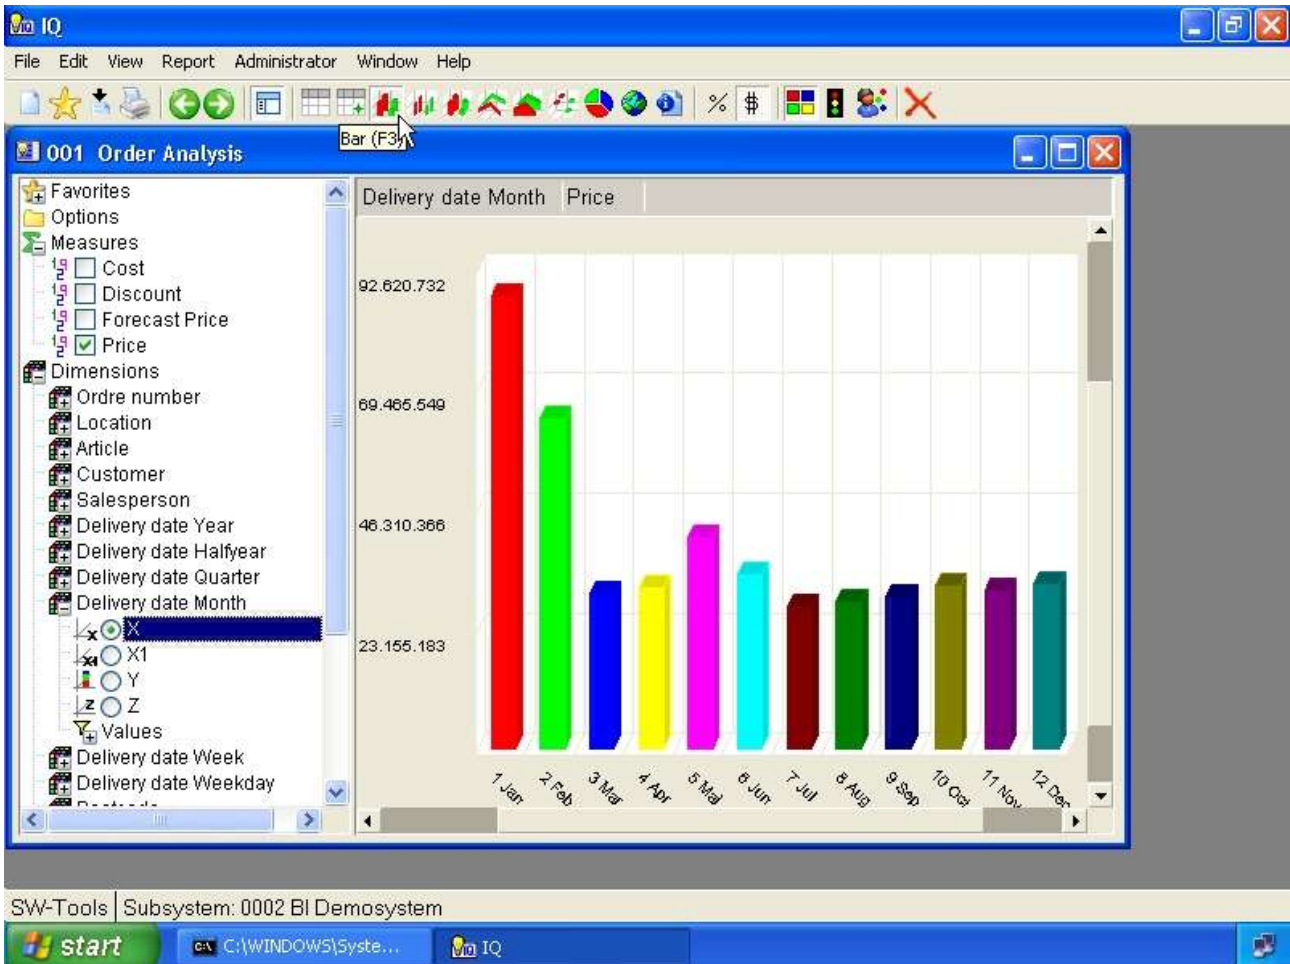 IQ
File Edit View Report Administrator Window Help
% $
Bar (F3)
001 Order Analysis
Favorites
Options
Measures
Cost
Discount
Forecast Price
Price
Dimensions
Ordre number
Location
Article
Customer
Salesperson
Delivery date Year
Delivery date Halfyear
Delivery date Quarter
Delivery date Month
X
X1
Y
Z
Values
Delivery date Week
Delivery date Weekday
Delivery date Month Price
92.620.732
69.465.549
46.310.366
23.155.183
1 Jan 2 Feb 3 Mar 4 Apr 5 Maj 6 Jun 7 Jul 8 Aug 9 Sep 10 Oct 11 Nov 12 Dec
SW-Tools Subsystem: 0002 BI Demosystem
start C:\WINDOWS\Syste... IQ